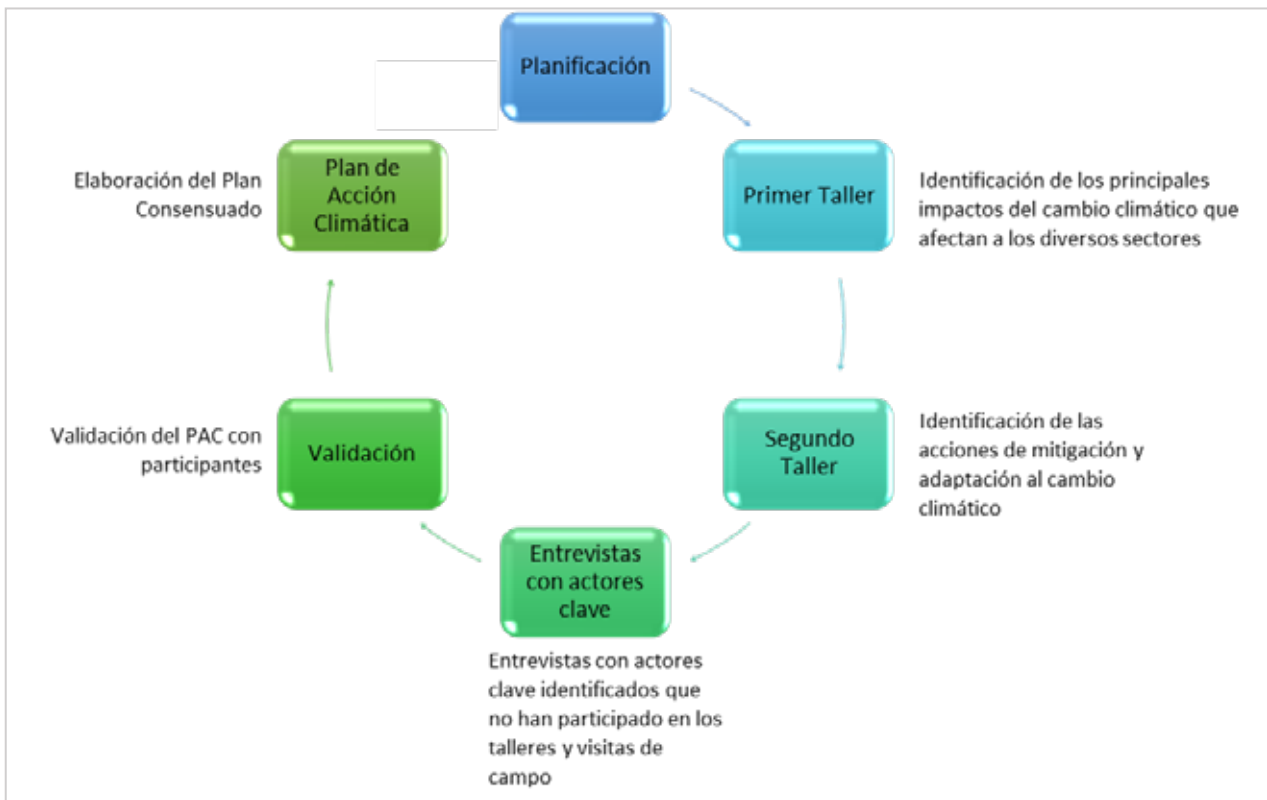 Planificación
Primer Taller
Identificación de los principales
impactos del cambio climático que
afectan a los diversos sectores
Segundo
Taller
Identificación de las
acciones de mitigación y
adaptación al cambio
climático
Entrevistas
con actores
clave
Entrevistas con actores
clave identificados que
no han participado en los
talleres y visitas de
campo
Validación
Validación del PAC con
participantes
Plan de
Acción
Climática
Elaboración del Plan
Consensuado